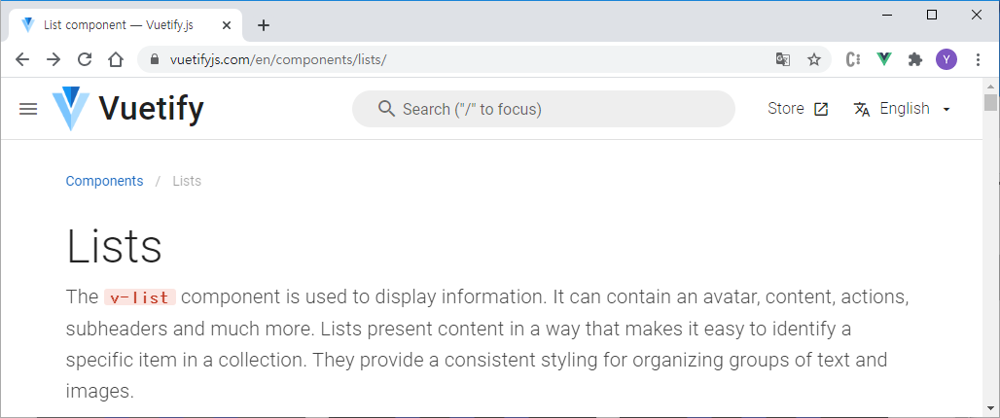 List component — Vuetify.js
vuetifyjs.com/en/components/lists/
Y
Vuetify
Search ("/" to focus)
Store
English
Components / Lists
Lists
The v-list component is used to display information. It can contain an avatar, content, actions,
subheaders and much more. Lists present content in a way that makes it easy to identify a
specific item in a collection. They provide a consistent styling for organizing groups of text and
images.